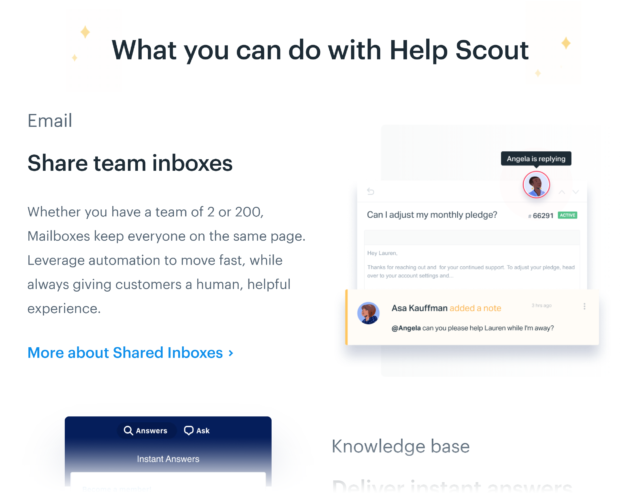 What you can do with Help Scout
Email
Share team inboxes
Whether you have a team of 2 or 200,
Mailboxes keep everyone on the same page.
Leverage automation to move fast, while
always giving customers a human, helpful
experience.
More about Shared Inboxes ›
Angela is replying
Can I adjust my monthly pledge?
# 66291 ACTIVE
Hey Lauren,
Thanks for reaching out and for your continued support. To adjust your pledge, head
over to your account settings and...
Asa Kauffman added a note
@Angela can you please help Lauren while I'm away?
Answers Ask
Instant Answers
Knowledge base
Deliver instant answers